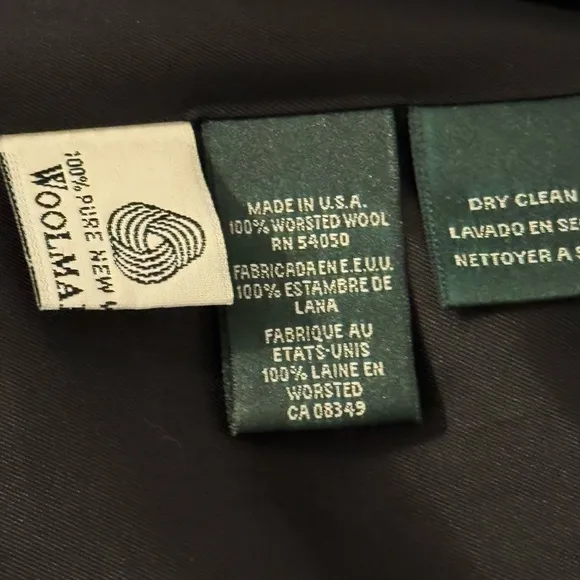 100% PURE NEW
WOOLMA
MADE IN U.S.A.
100% WORSTED WOOL
RN 54050
FABRICADA EN E.E.U.U.
100% ESTAMBRE DE
LANA
FABRIQUE AU
ETATS-UNIS
100% LAINE EN
WORSTED
CA 08349
DRY CLEAN
LAVADO EN SE
NETTOYER A S